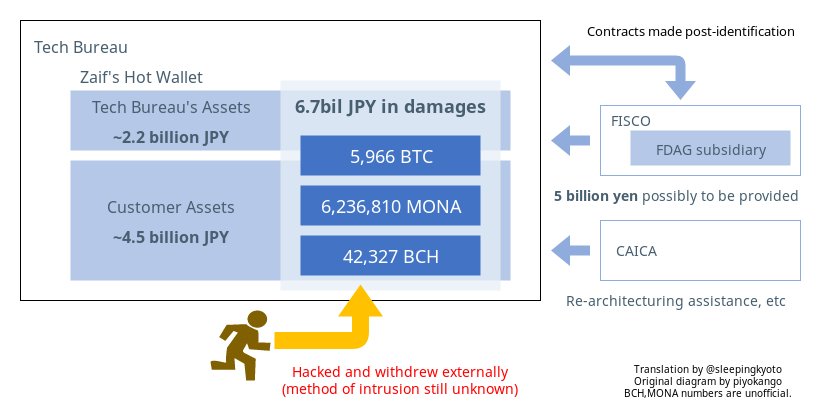 Contracts made post-identification
Tech Bureau
Zaif's Hot Wallet
Tech Bureau's Assets
~2.2 billion JPY
6.7bil JPY in damages
5,966 BTC
6,236,810 MONA
42,327 BCH
Customer Assets
~4.5 billion JPY
FISCO
FDAG subsidiary
5 billion yen possibly to be provided
CAICA
Re-architecturing assistance, etc
Hacked and withdrew externally
(method of intrusion still unknown)
Translation by @sleepingkyoto
Original diagram by piyokango
BCH,MONA numbers are unofficial.